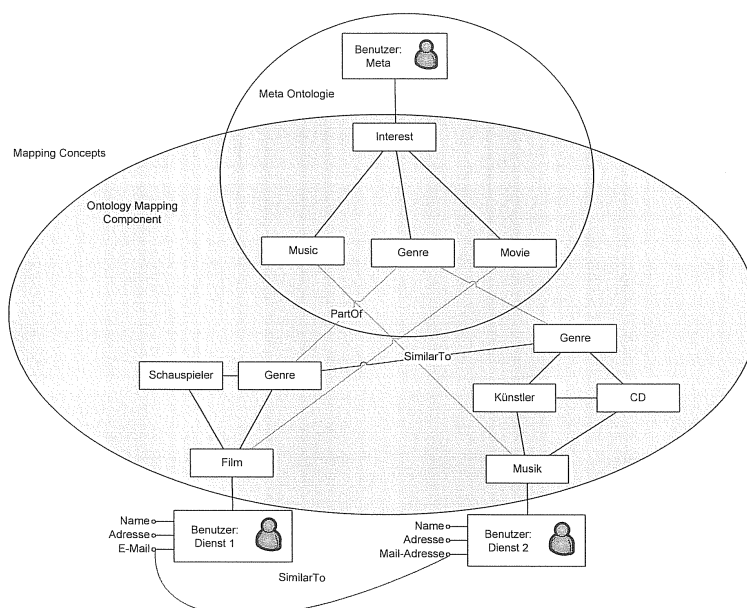 Benutzer:
Meta
Meta Ontologie
Interest
Mapping Concepts
Ontology Mapping
Component
Music
Genre
Movie
PartOf
Genre
SimilarTo
Schauspieler
Genre
Künstler
CD
Film
Musik
Name
Adresse
E-Mail
Benutzer:
Dienst 1
Name
Adresse
Mail-Adresse
Benutzer:
Dienst 2
SimilarTo